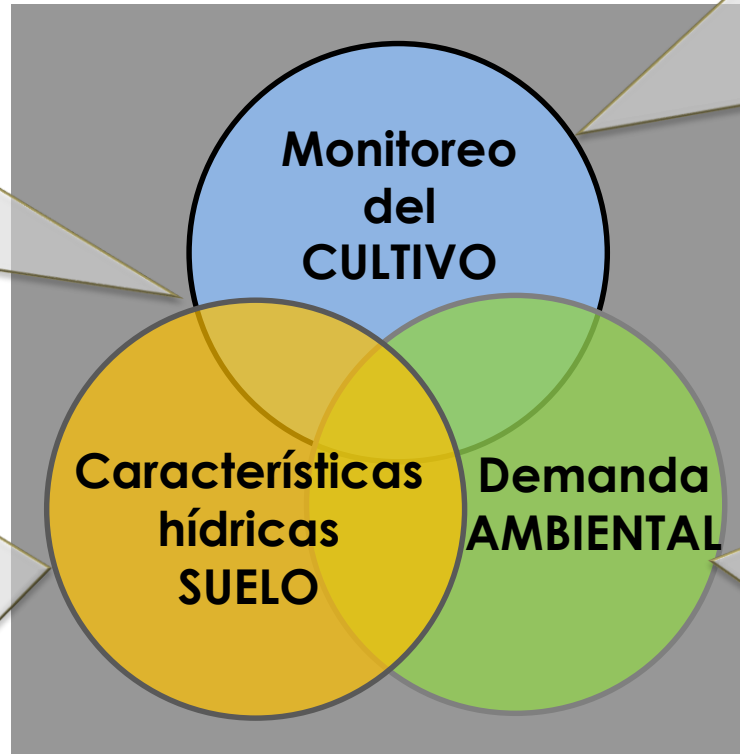 Monitoreo
del
CULTIVO
Características
hídricas
SUELO
Demanda
AMBIENTAL